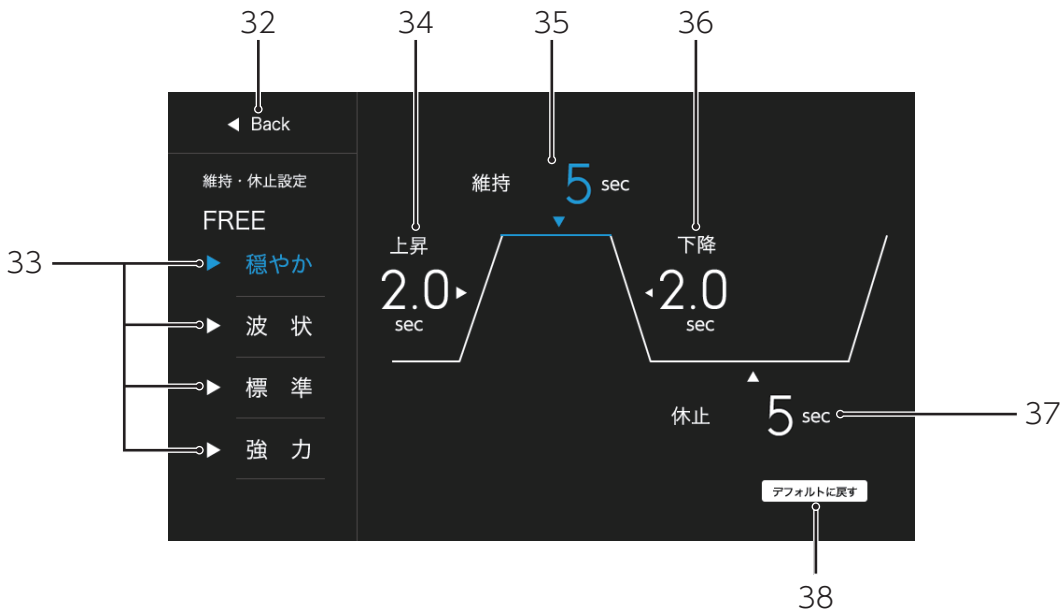 32
34
35
36
Back
維持・休止設定
FREE
33
穏やか
波 状
標 準
強 力
維持 5 sec
上昇
2.0
sec
下降
2.0
sec
休止 5 sec
37
デフォルトに戻す
38